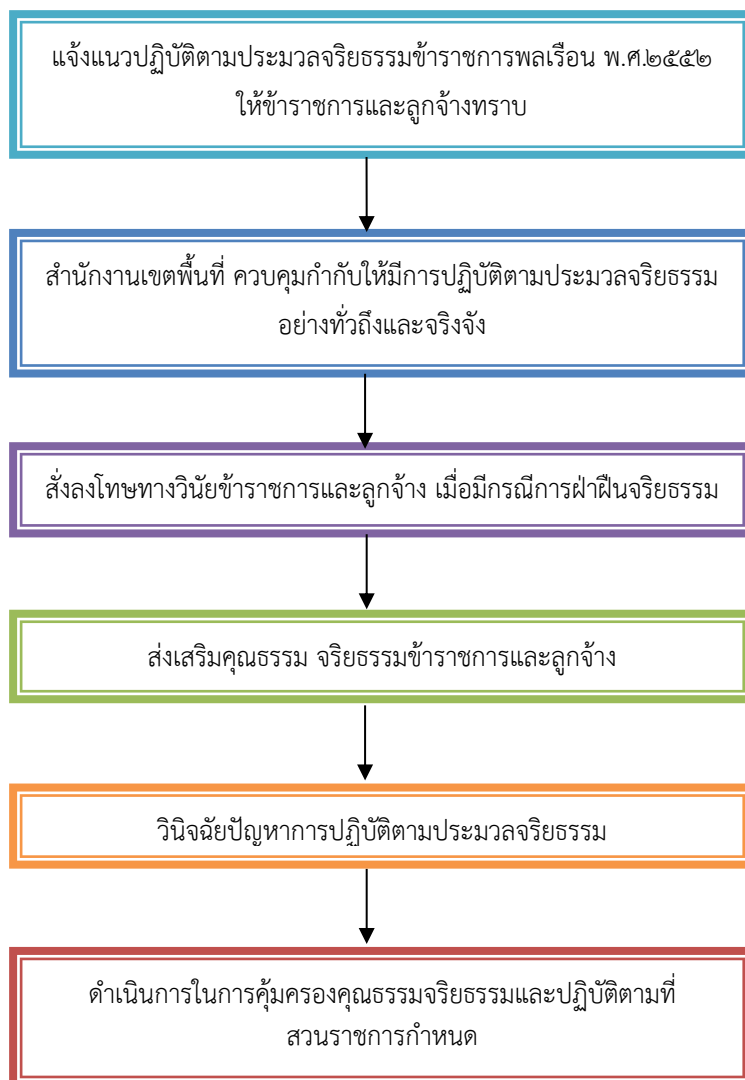 แจ้งแนวปฏิบัติตามประมวลจริยธรรมข้าราชการพลเรือน พ.ศ.๒๕๕๒
ให้ข้าราชการและลูกจ้างทราบ
สำนักงานเขตพื้นที่ ควบคุมกำกับให้มีการปฏิบัติตามประมวลจริยธรรม
อย่างทั่วถึงและจริงจัง
สั่งลงโทษทางวินัยข้าราชการและลูกจ้าง เมื่อมีกรณีการฝ่าฝืนจริยธรรม
ส่งเสริมคุณธรรม จริยธรรมข้าราชการและลูกจ้าง
วินิจฉัยปัญหาการปฏิบัติตามประมวลจริยธรรม
ดำเนินการในการคุ้มครองคุณธรรมจริยธรรมและปฏิบัติตามที่
สวนราชการกำหนด